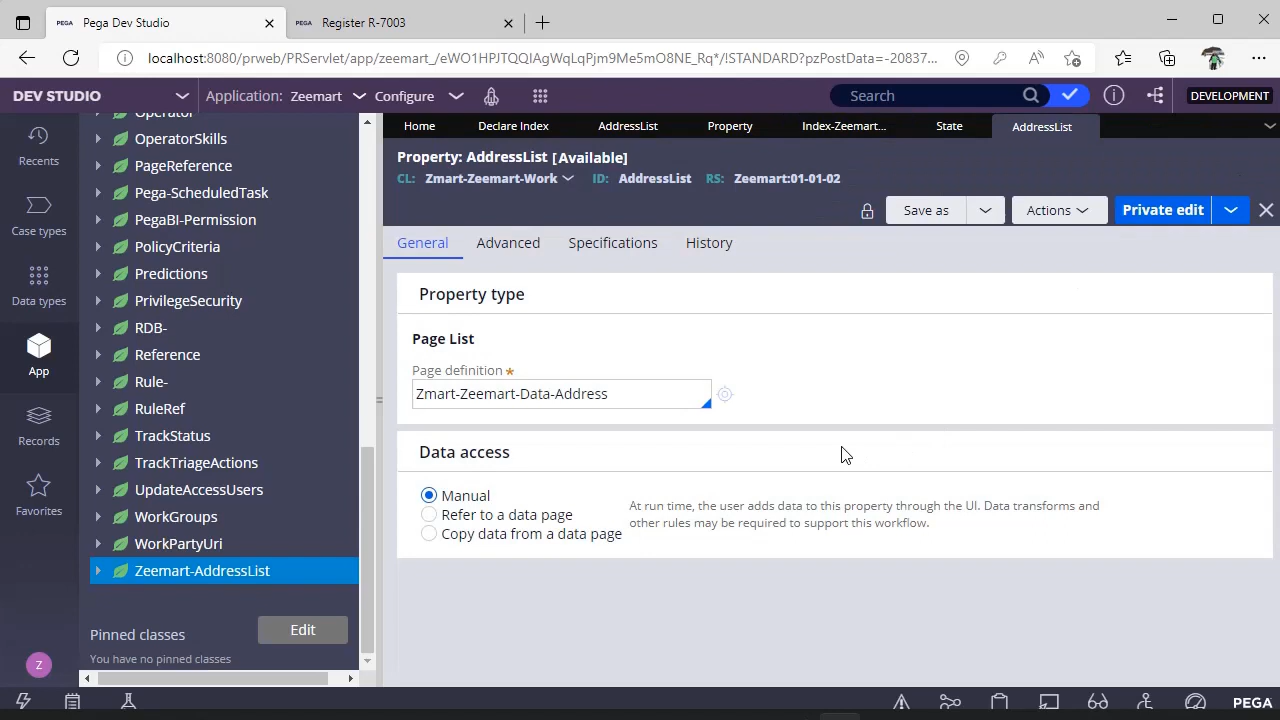 PEGA Pega Dev Studio
PEGA Register R-7003
localhost:8080/prweb/PRServlet/app/zeemart_/eWO1HPJTQQIAgWqLqPjm9Me5mO8NE_Rq*/!STANDARD?pzPostData=-20837...
DEV STUDIO
Application: Zeemart
Configure
Search
DEVELOPMENT
Recents
Case types
Data types
App
Records
Favorites
Z
Operator
OperatorSkills
PageReference
Pega-ScheduledTask
PegaBI-Permission
PolicyCriteria
Predictions
PrivilegeSecurity
RDB-
Reference
Rule-
RuleRef
TrackStatus
TrackTriageActions
UpdateAccessUsers
WorkGroups
WorkPartyUri
Zeemart-AddressList
Pinned classes
Edit
You have no pinned classes
Home
Declare Index
AddressList
Property
Index-Zeemart...
State
AddressList
Property: AddressList [Available]
CL: Zmart-Zeemart-Work ID: AddressList RS: Zeemart:01-01-02
Save as
Actions
Private edit
General
Advanced
Specifications
History
Property type
Page List
Page definition *
Zmart-Zeemart-Data-Address
Data access
Manual
Refer to a data page
Copy data from a data page
At run time, the user adds data to this property through the UI. Data transforms and
other rules may be required to support this workflow.
PEGA